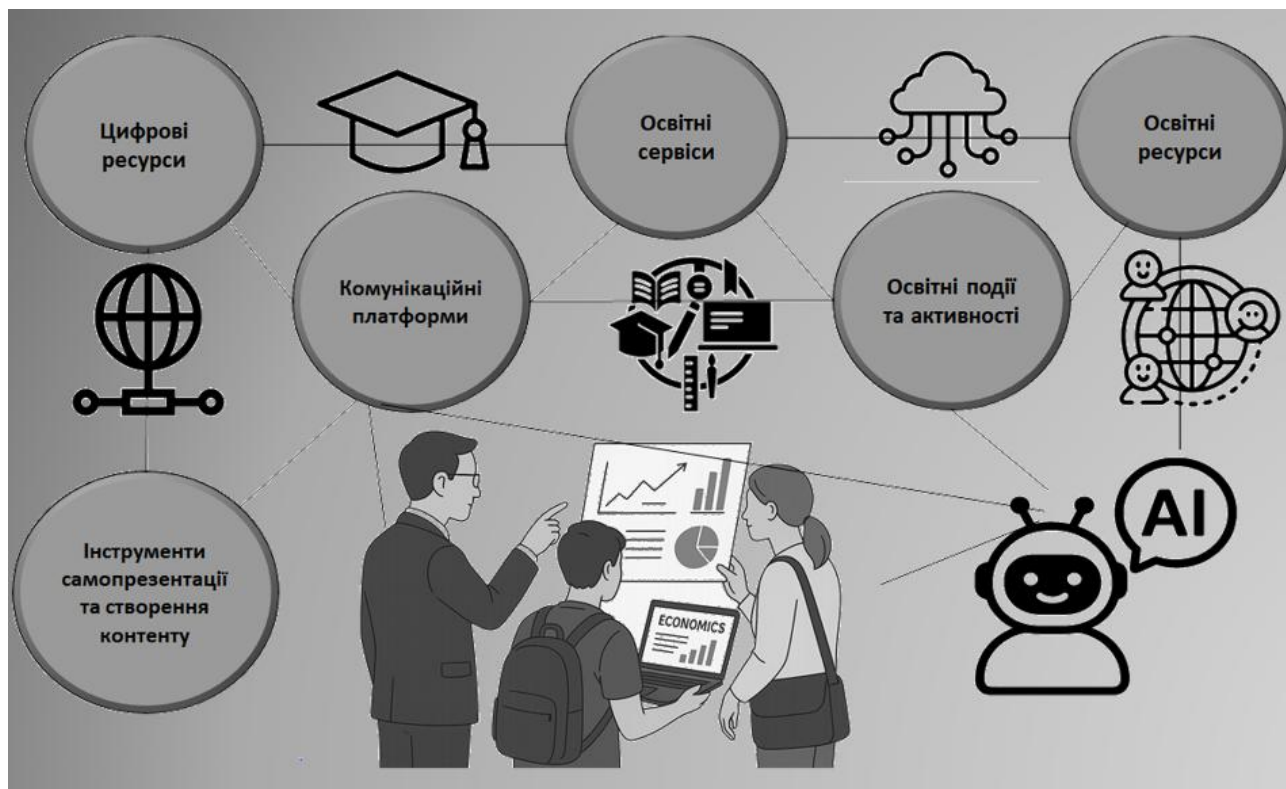 Цифрові
ресурси
Освітні
сервіси
Освітні
ресурси
Комунікаційні
платформи
Освітні події
та активності
Інструменти
самопрезентації
та створення
контенту
ECONOMICS
AI